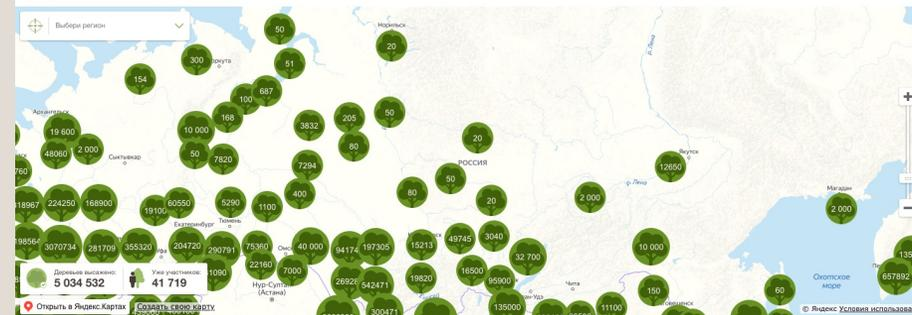 Выбери регион
50
Норильск
20
300
51
154
687
100
Архангельск
168
3832
205
50
19 600
10 000
80
20
48060
2 000
Сыктывкар
50
7820
7294
РОССИЯ
12650
Якутск
р. Лена
р. Лена
50
400
80
20
2 000
Магадан
2 000
224250
168900
19100
60550
5290
1100
Тюмень
Екатеринбург
3070734
281709
355320
204720
290791
75360
40 000
94174
197305
15213
49745
3040
10 000
22160
7000
32 700
26928
542471
19820
16500
95900
657892
Нур-Султан
(Астана)
Чита
150
60
Охотское
море
300471
135000
11100
Деревьев высажено:
5 034 532
Уже участников:
41 719
Открыть в Яндекс.Картах
Создать свою карту
© Яндекс Условия использова